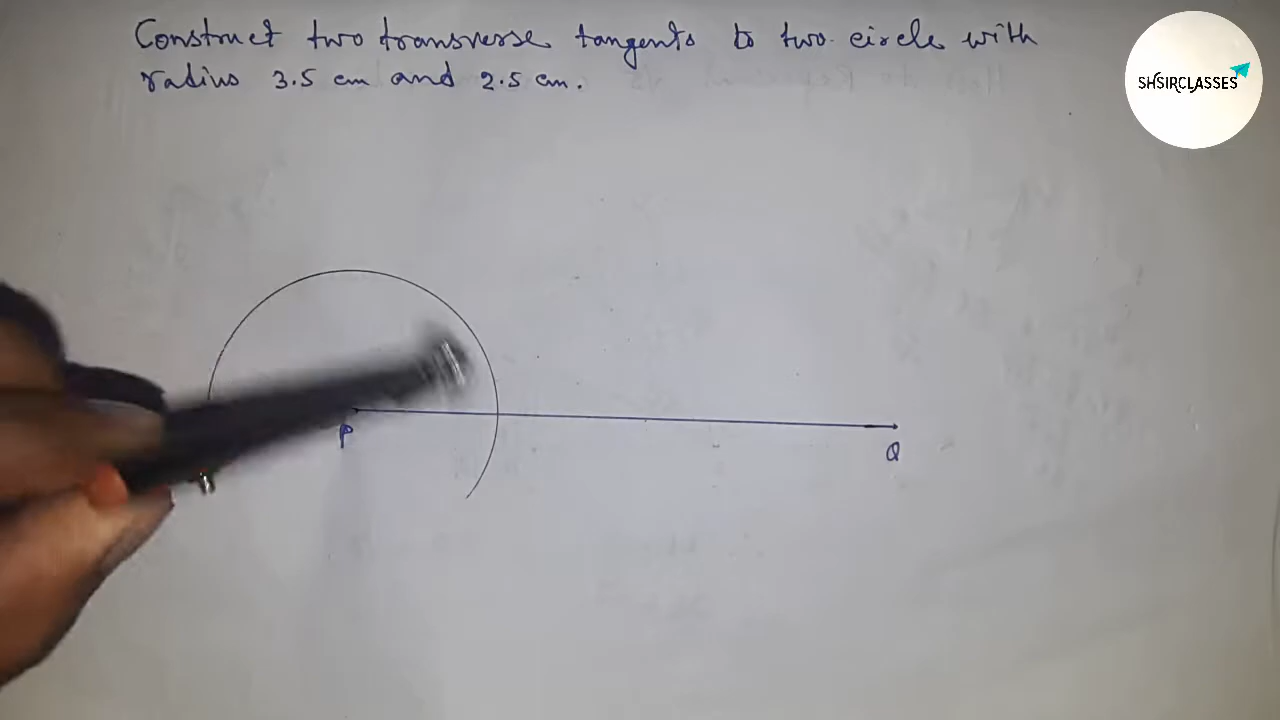 Construct two transverse tangents to two circle with
radius 3.5 cm and 2.5 cm.
SHSIRCLASSES
P
Q